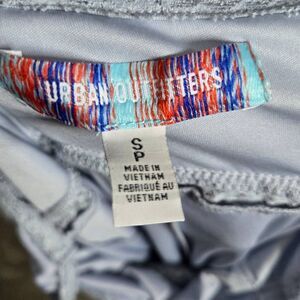 URBAN OUTFITTERS
S
P
MADE IN
VIETNAM
FABRIQUÉ AU
VIETNAM